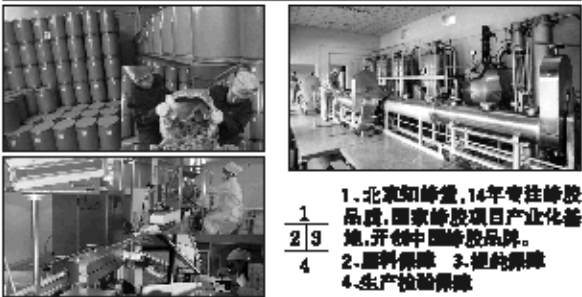 1
2 3
4
1、北京知蜂堂,14年专注蜂胶
品质,国家蜂胶项目产业化基
地,开创中国蜂胶品牌。
2、原料保障 3、提纯保障
4、生产检验保障